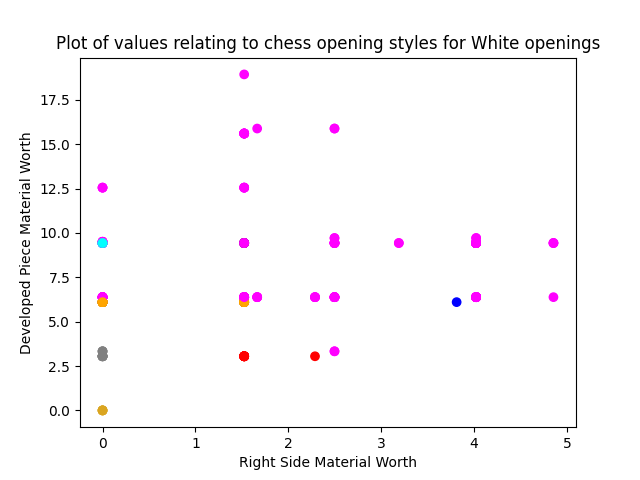 Plot of values relating to chess opening styles for White openings
17.5
15.0
12.5
10.0
7.5
5.0
2.5
0.0
Developed Piece Material Worth
0 1 2 3 4 5
Right Side Material Worth